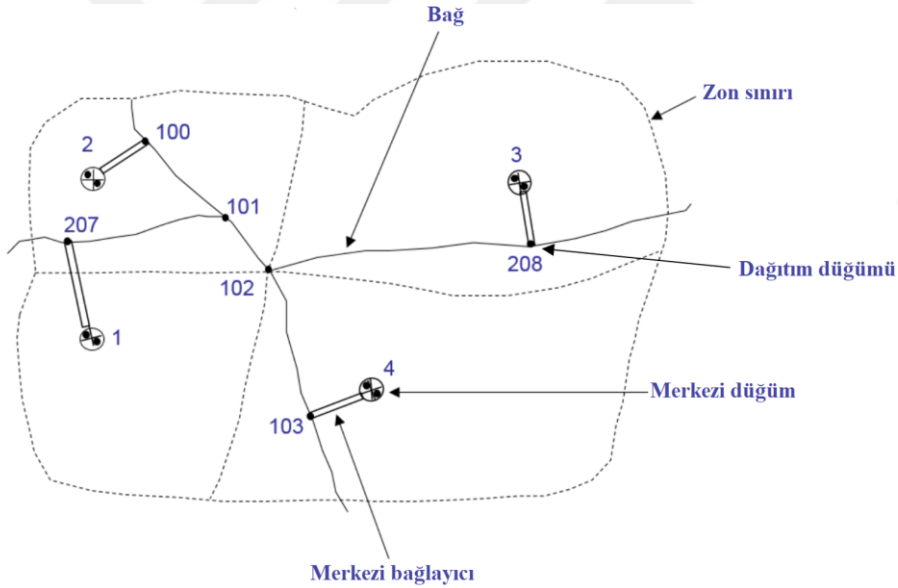 Bağ
Zon sınırı
100
2
3
101
207
208
Dağıtım düğümü
102
1
4
Merkezi düğüm
103
Merkezi bağlayıcı